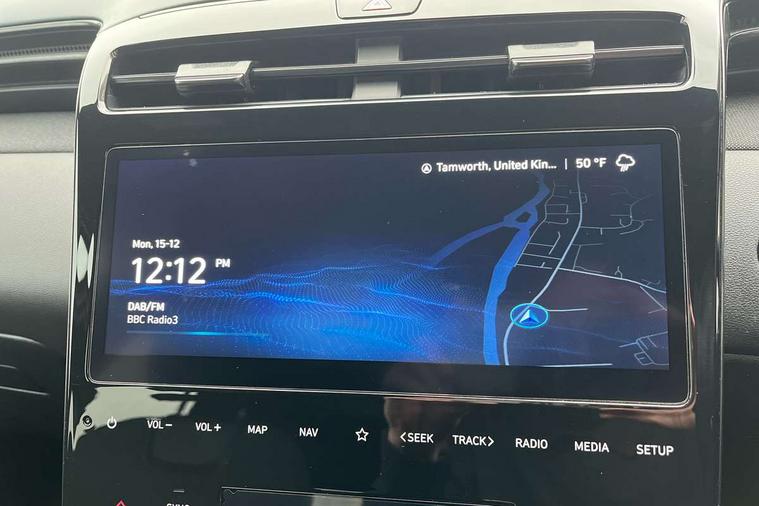 Tamworth, United Kin... | 50 °F
Mon, 15-12
12:12 PM
DAB/FM
BBC Radio3
VOL−
VOL+
MAP
NAV
<SEEK
TRACK>
RADIO
MEDIA
SETUP
SYNC